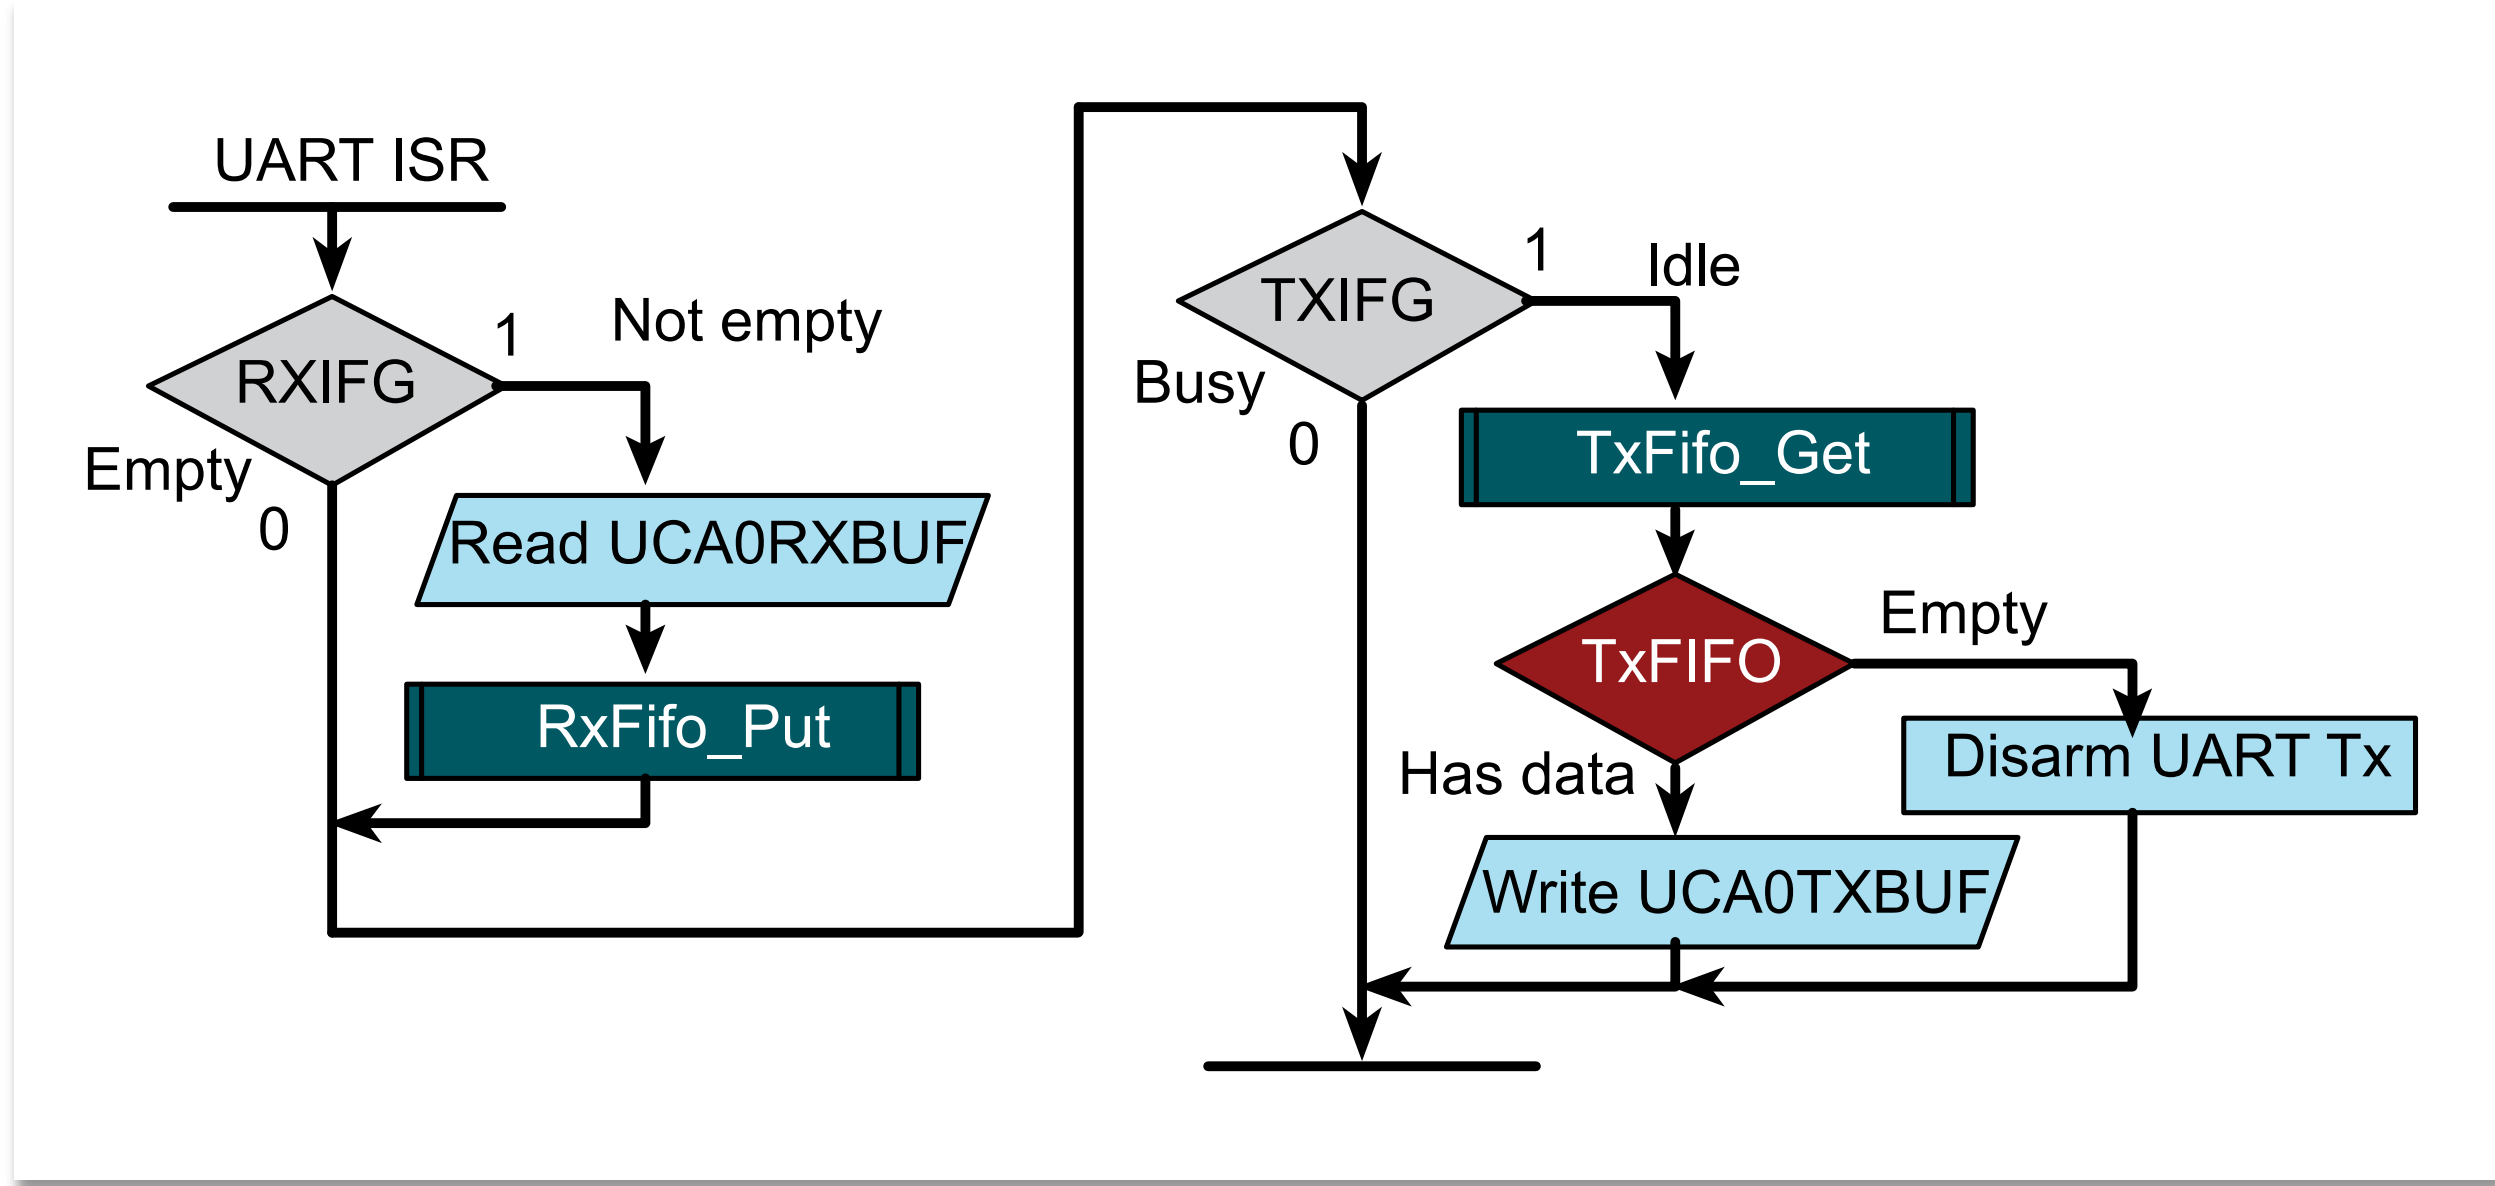 UART ISR
RXIFG
1
Not empty
Empty
0
Read UCA0RXBUF
RxFifo_Put
TXIFG
1
Idle
Busy
0
TxFifo_Get
TxFIFO
Empty
Has data
Disarm UART Tx
Write UCA0TXBUF